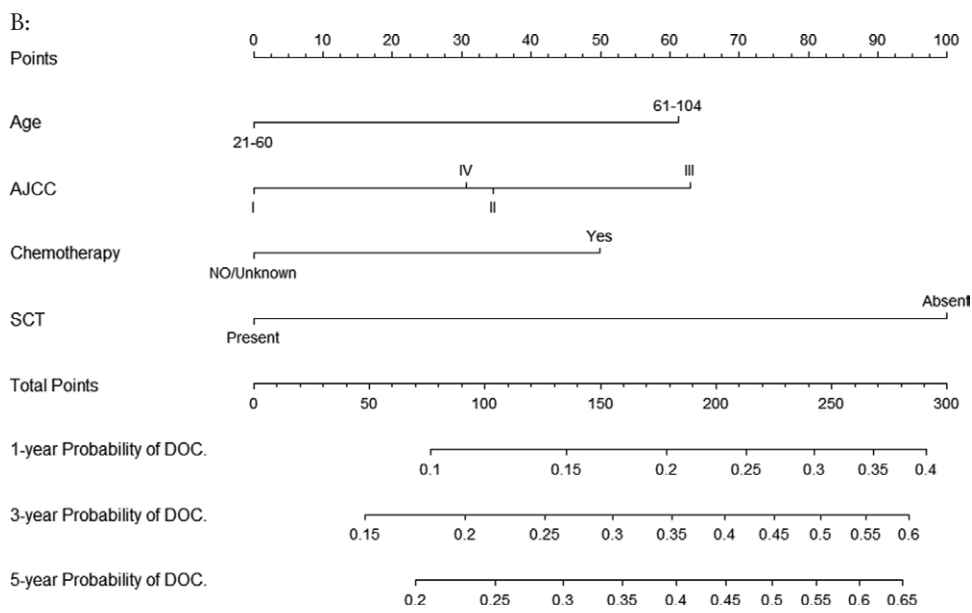 B:
0 10 20 30 40 50 60 70 80 90 100
Points
61-104
Age
21-60
IV III
AJCC
I II
Yes
Chemotherapy
NO/Unknown
Absent
SCT
Present
Total Points
0 50 100 150 200 250 300
1-year Probability of DOC.
0.1 0.15 0.2 0.25 0.3 0.35 0.4
3-year Probability of DOC.
0.15 0.2 0.25 0.3 0.35 0.4 0.45 0.5 0.55 0.6
5-year Probability of DOC.
0.2 0.25 0.3 0.35 0.4 0.45 0.5 0.55 0.6 0.65